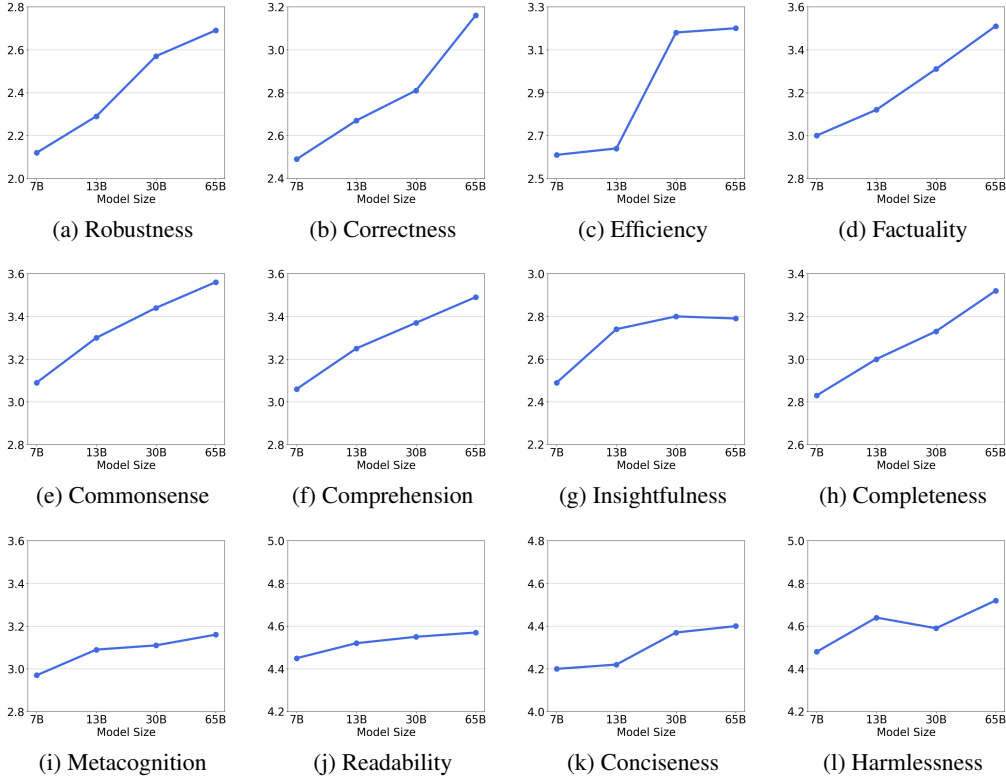 2.8
2.6
2.4
2.2
2.0
7B 13B 30B 65B
Model Size
(a) Robustness
3.2
3.0
2.8
2.6
2.4
7B 13B 30B 65B
Model Size
(b) Correctness
3.3
3.1
2.9
2.7
2.5
7B 13B 30B 65B
Model Size
(c) Efficiency
3.6
3.4
3.2
3.0
2.8
7B 13B 30B 65B
Model Size
(d) Factuality
3.6
3.4
3.2
3.0
2.8
7B 13B 30B 65B
Model Size
(e) Commonsense
3.6
3.4
3.2
3.0
2.8
7B 13B 30B 65B
Model Size
(f) Comprehension
3.0
2.8
2.6
2.4
2.2
7B 13B 30B 65B
Model Size
(g) Insightfulness
3.4
3.2
3.0
2.8
2.6
7B 13B 30B 65B
Model Size
(h) Completeness
3.6
3.4
3.2
3.0
2.8
7B 13B 30B 65B
Model Size
(i) Metacognition
5.0
4.8
4.6
4.4
4.2
7B 13B 30B 65B
Model Size
(j) Readability
4.8
4.6
4.4
4.2
4.0
7B 13B 30B 65B
Model Size
(k) Conciseness
5.0
4.8
4.6
4.4
4.2
7B 13B 30B 65B
Model Size
(l) Harmlessness